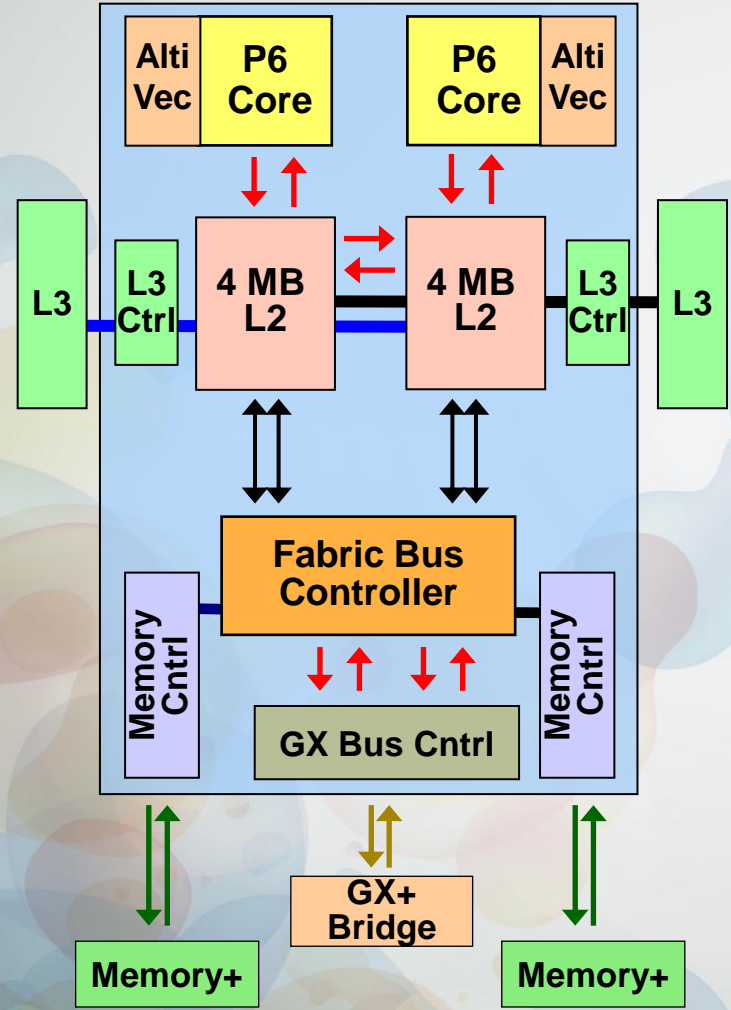 Alti
Vec
P6
Core
P6
Core
Alti
Vec
L3
L3
Ctrl
4 MB
L2
4 MB
L2
L3
Ctrl
L3
Fabric Bus
Controller
Memory
Cntrl
GX Bus Cntrl
Memory
Cntrl
GX+
Bridge
Memory+
Memory+